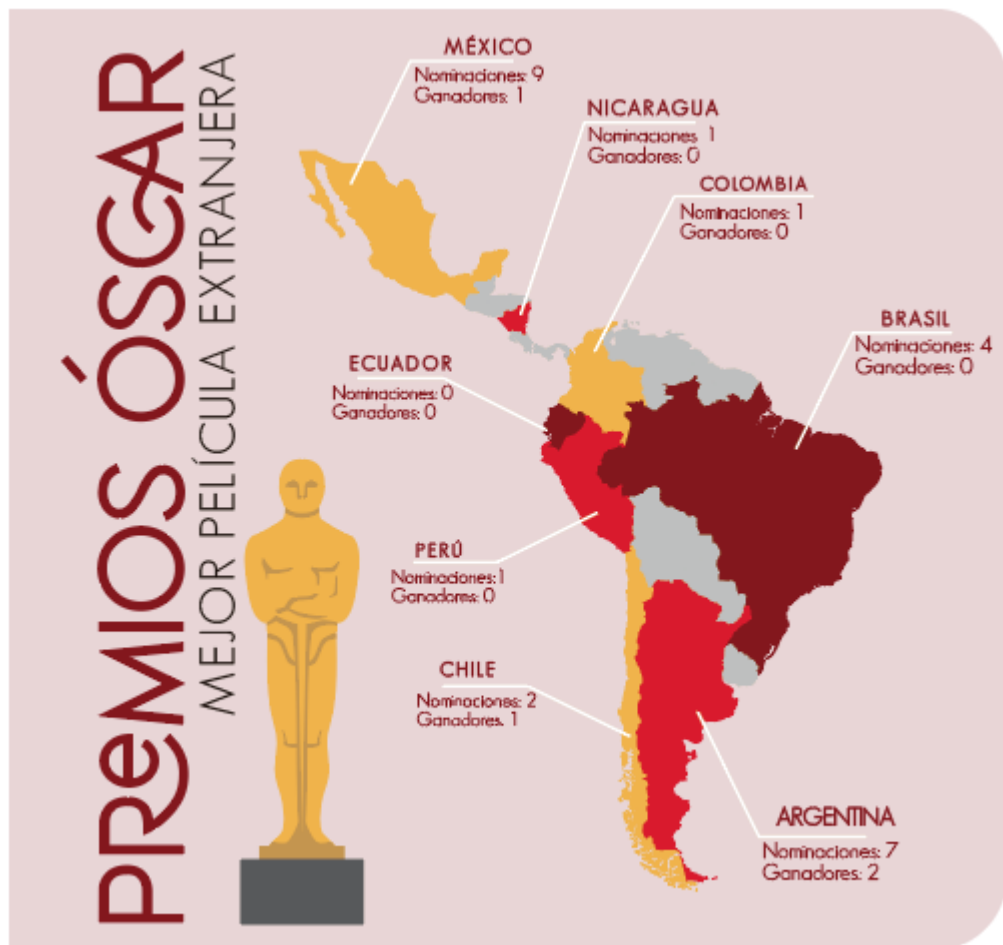 PREMIOS ÓSCAR
MEJOR PELÍCULA EXTRANJERA
MÉXICO
Nominaciones: 9
Ganadores: 1
NICARAGUA
Nominaciones 1
Ganadores: 0
COLOMBIA
Nominaciones: 1
Ganadores: 0
BRASIL
Nominaciones: 4
Ganadores: 0
ECUADOR
Nominaciones: 0
Ganadores: 0
PERÚ
Nominaciones: 1
Ganadores: 0
CHILE
Nominaciones: 2
Ganadores. 1
ARGENTINA
Nominaciones: 7
Ganadores: 2